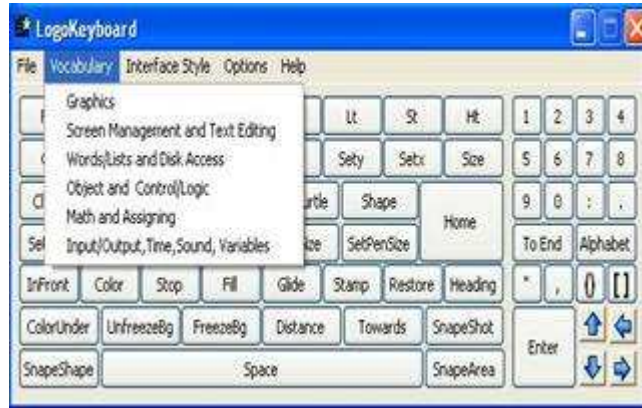 LogoKeyboard
File Vocabulary Interface Style Options Help
Graphics
Screen Management and Text Editing
Words/Lists and Disk Access
Object and Control/Logic
Math and Assigning
Input/Output,Time,Sound, Variables
Lt St Ht 1 2 3 4
Sety Setx Size 5 6 7 8
Shape Home 9 0 : .
SetPenSize To End Alphabet
InFront Color Stop Fill Glide Stamp Restore Heading " , () []
ColorUnder UnfreezeBg FreezeBg Distance Towards SnapeShot Enter
SnapeShape Space SnapeArea